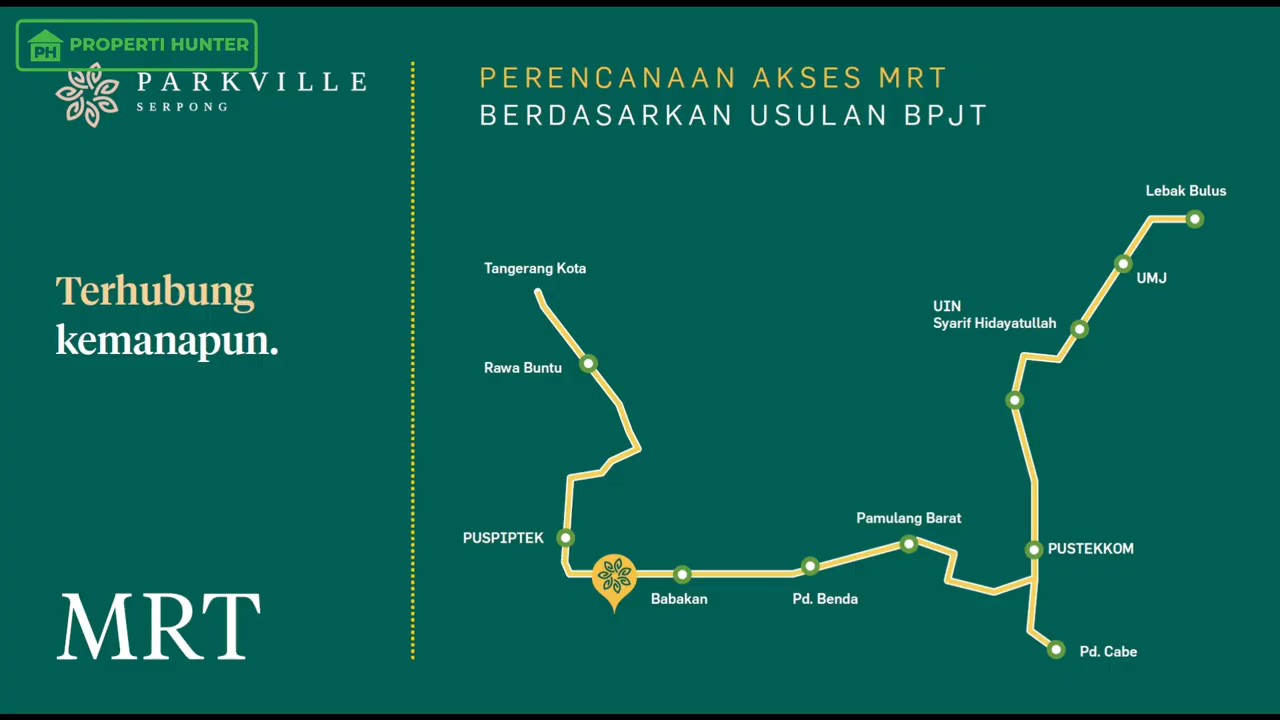 PH PROPERTI HUNTER
PARKVILLE
SERPONG
PERENCANAAN AKSES MRT
BERDASARKAN USULAN BPJT
Terhubung
kemanapun.
MRT
Lebak Bulus
UMJ
UIN
Syarif Hidayatullah
Tangerang Kota
Rawa Buntu
PUSPIPTEK
Babakan
Pd. Benda
Pamulang Barat
PUSTEKKOM
Pd. Cabe